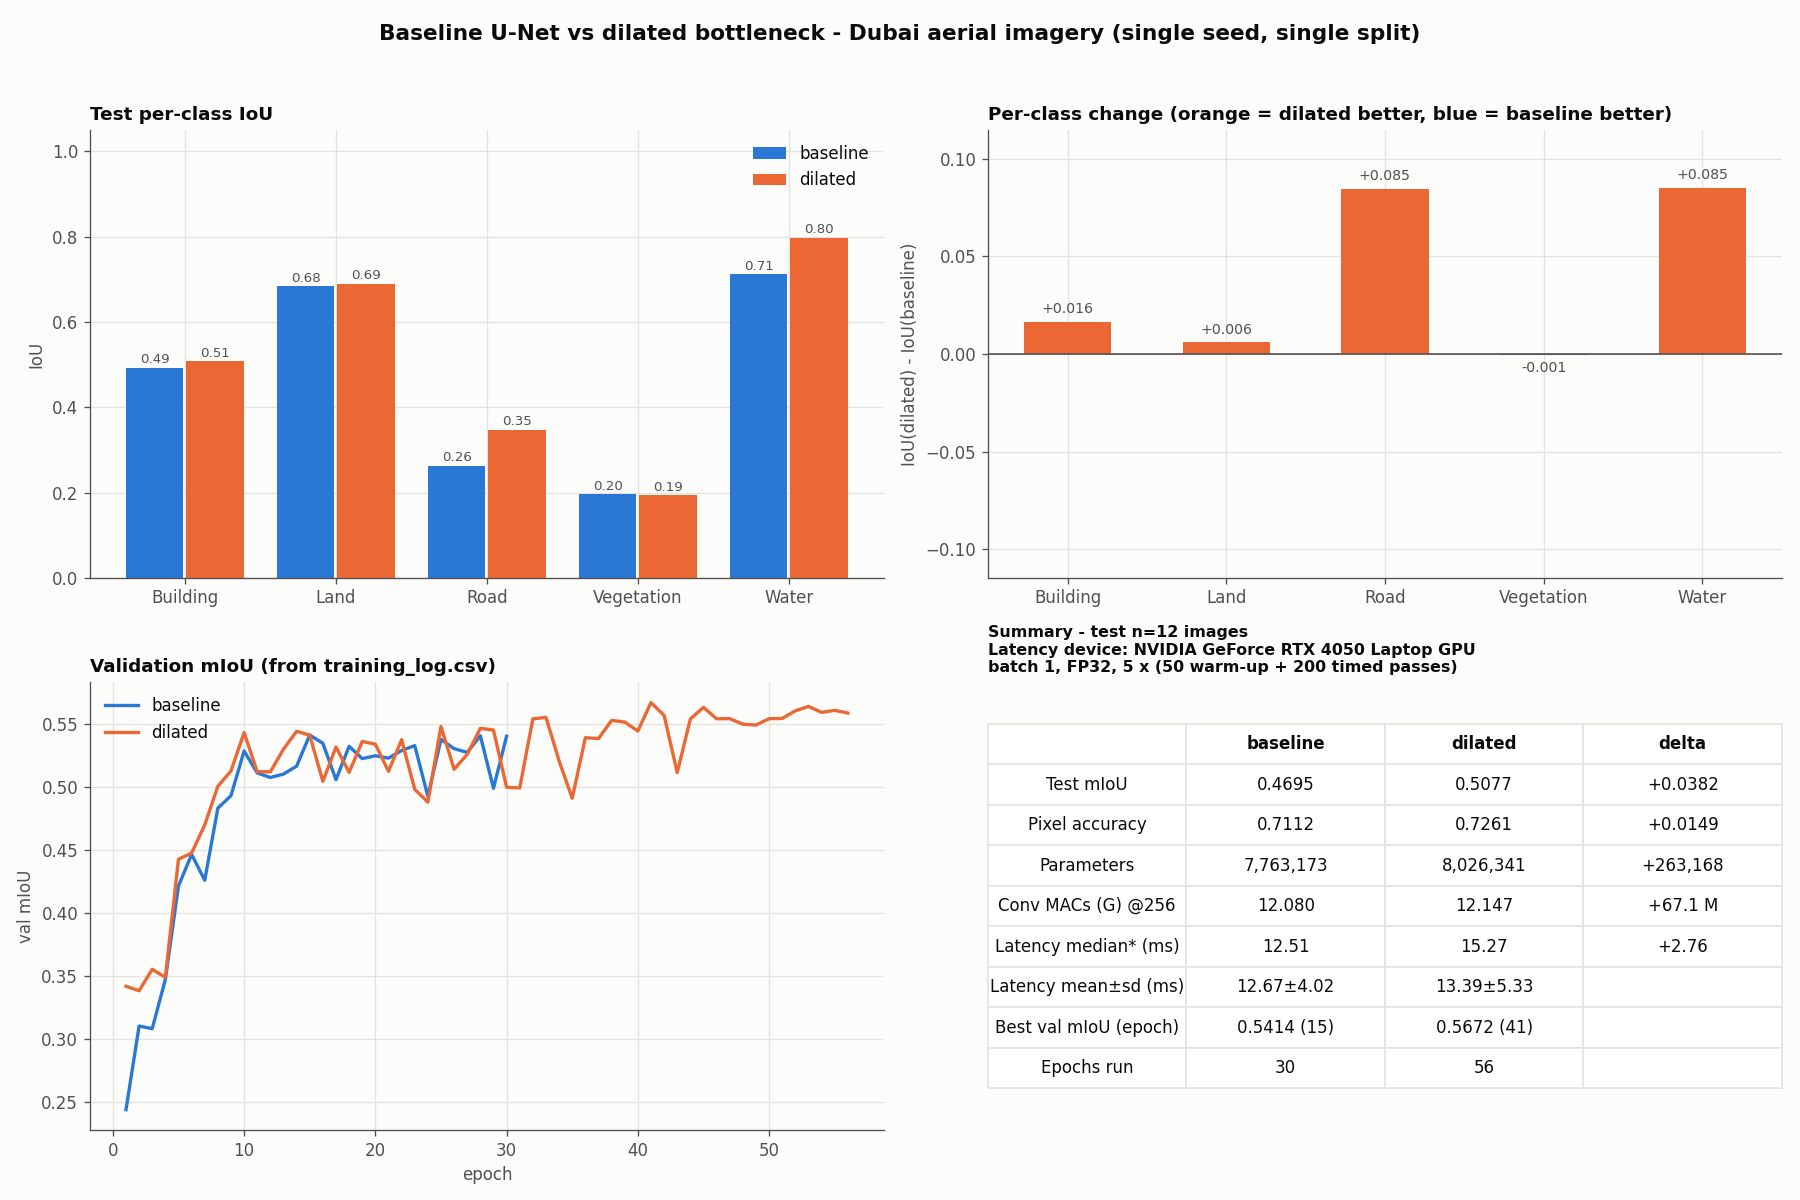 Baseline U-Net vs dilated bottleneck - Dubai aerial imagery (single seed, single split)
Test per-class IoU
baseline
dilated
IoU
1.0
0.8
0.6
0.4
0.2
0.0
0.49 0.51 0.68 0.69 0.26 0.35 0.20 0.19 0.71 0.80
Building Land Road Vegetation Water
Per-class change (orange = dilated better, blue = baseline better)
IoU(dilated) - IoU(baseline)
0.10
0.05
0.00
−0.05
−0.10
+0.016 +0.006 +0.085 -0.001 +0.085
Building Land Road Vegetation Water
Validation mIoU (from training_log.csv)
baseline
dilated
val mIoU
0.55
0.50
0.45
0.40
0.35
0.30
0.25
0 10 20 30 40 50
epoch
Summary - test n=12 images
Latency device: NVIDIA GeForce RTX 4050 Laptop GPU
batch 1, FP32, 5 x (50 warm-up + 200 timed passes)
baseline dilated delta
Test mIoU 0.4695 0.5077 +0.0382
Pixel accuracy 0.7112 0.7261 +0.0149
Parameters 7,763,173 8,026,341 +263,168
Conv MACs (G) @256 12.080 12.147 +67.1 M
Latency median* (ms) 12.51 15.27 +2.76
Latency mean±sd (ms) 12.67±4.02 13.39±5.33
Best val mIoU (epoch) 0.5414 (15) 0.5672 (41)
Epochs run 30 56